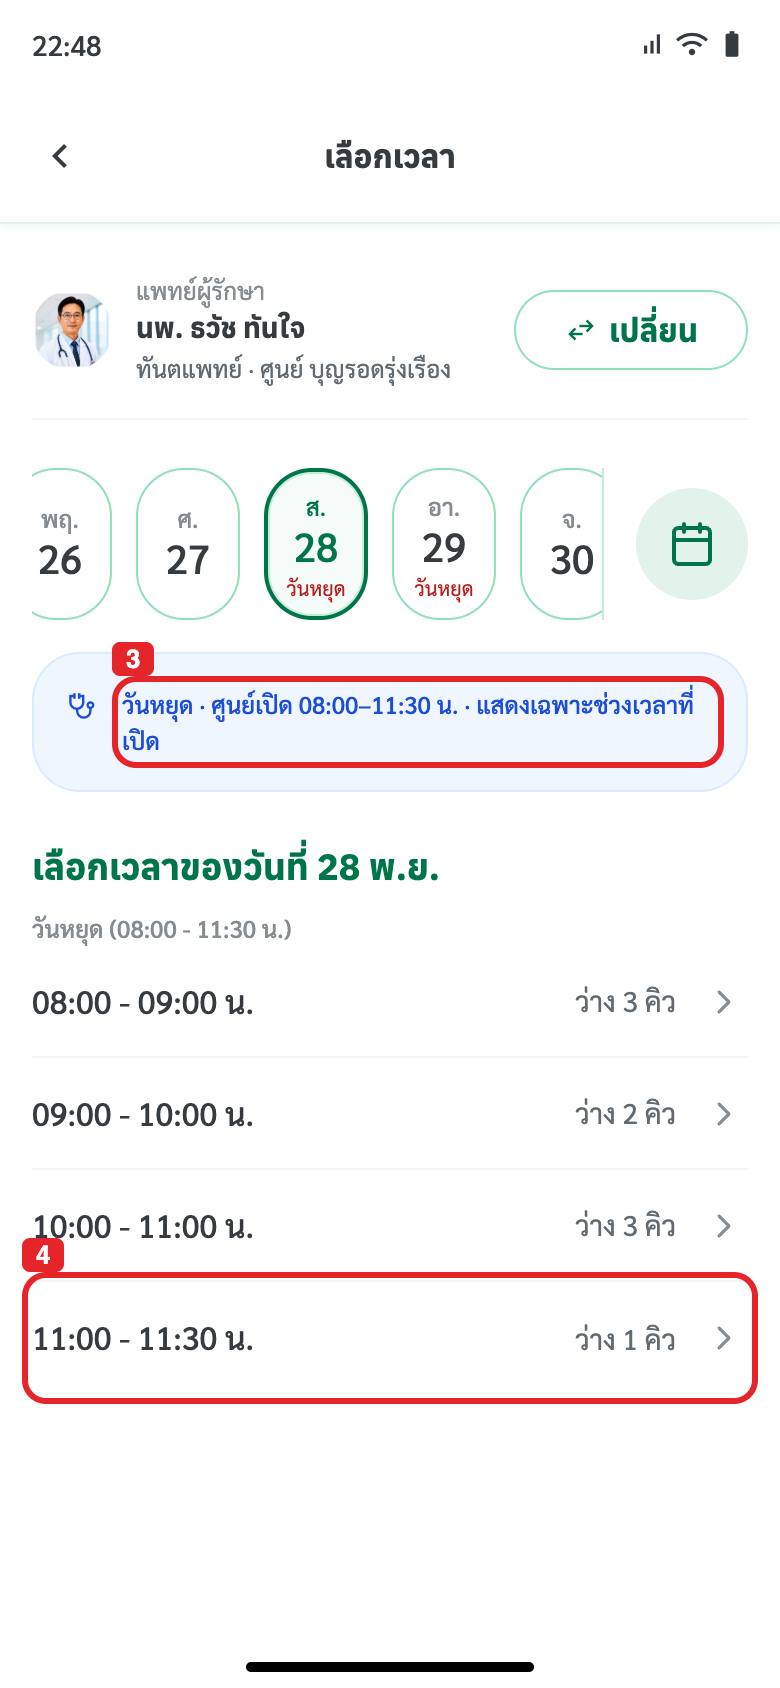 22:48
เลือกเวลา
แพทย์ผู้รักษา
นพ. ธวัช ทันใจ
ทันตแพทย์ · ศูนย์ บุญรอดรุ่งเรือง
เปลี่ยน
พฤ.
26
ศ.
27
ส.
28
วันหยุด
อา.
29
วันหยุด
จ.
30
3
วันหยุด · ศูนย์เปิด 08:00–11:30 น. · แสดงเฉพาะช่วงเวลาที่
เปิด
เลือกเวลาของวันที่ 28 พ.ย.
วันหยุด (08:00 - 11:30 น.)
08:00 - 09:00 น. ว่าง 3 คิว
09:00 - 10:00 น. ว่าง 2 คิว
10:00 - 11:00 น. ว่าง 3 คิว
4
11:00 - 11:30 น. ว่าง 1 คิว